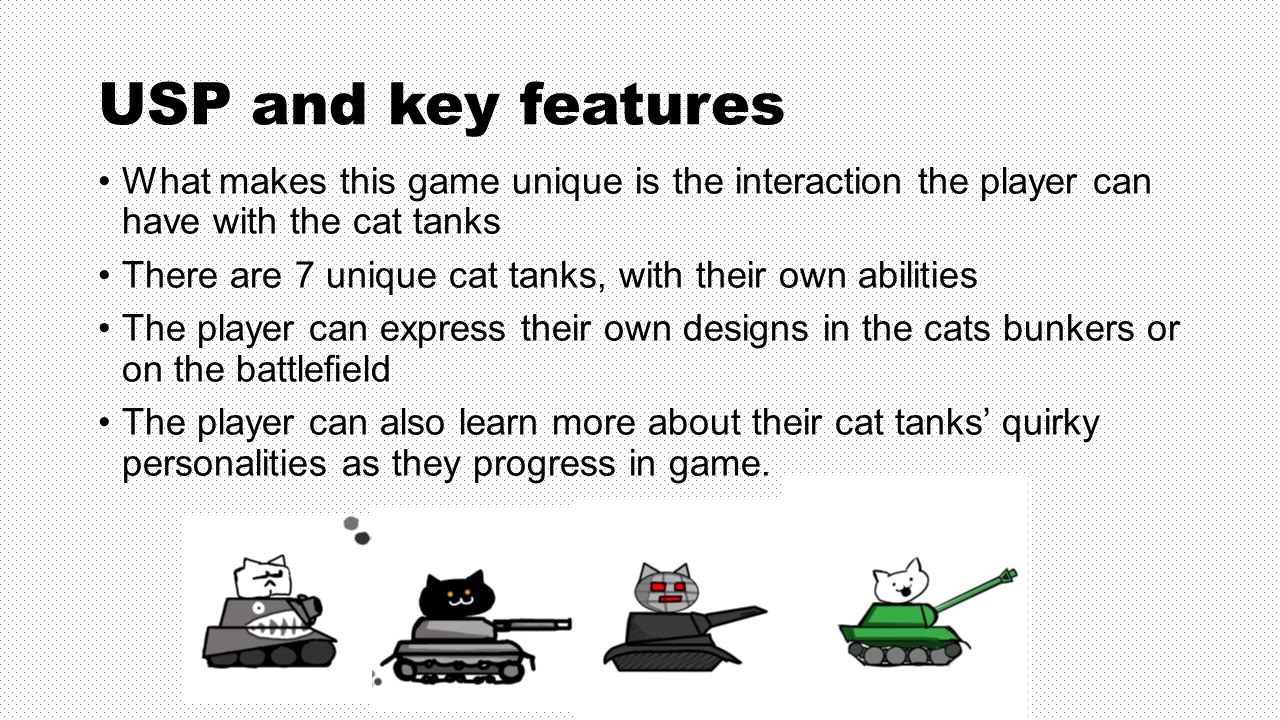 USP and key features
• What makes this game unique is the interaction the player can
have with the cat tanks
• There are 7 unique cat tanks, with their own abilities
• The player can express their own designs in the cats bunkers or
on the battlefield
• The player can also learn more about their cat tanks’ quirky
personalities as they progress in game.